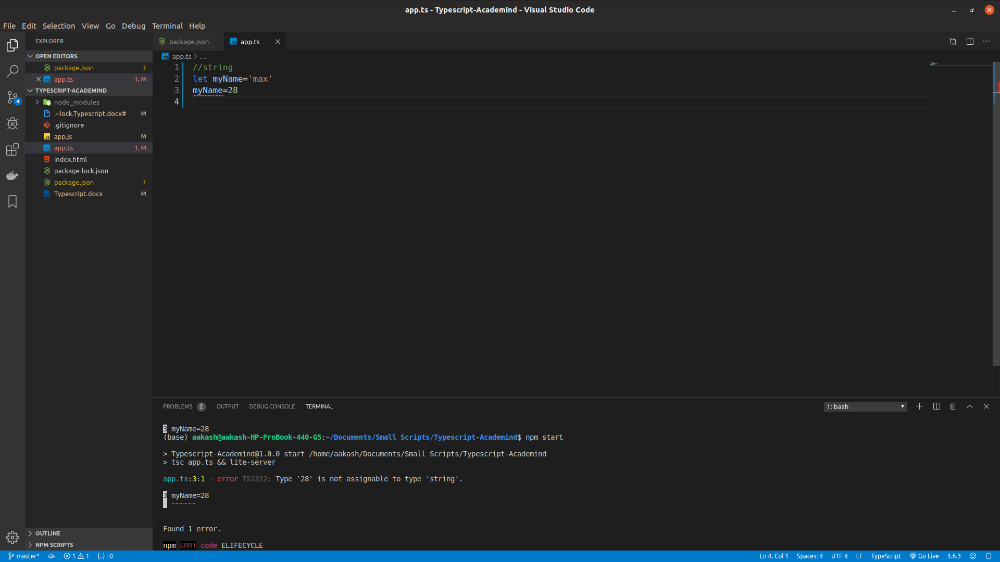 app.ts - Typescript-Academind - Visual Studio Code
File Edit Selection View Go Debug Terminal Help
EXPLORER
OPEN EDITORS
package.json 1
app.ts 1, M
TYPESCRIPT-ACADEMIND
node_modules
.~lock.Typescript.docx# M
.gitignore
app.js M
app.ts 1, M
index.html
package-lock.json
package.json 1
Typescript.docx M
OUTLINE
NPM SCRIPTS
4
package.json app.ts
app.ts > ...
1 //string
2 let myName='max'
3 myName=28
4
PROBLEMS 2 OUTPUT DEBUG CONSOLE TERMINAL
1: bash
3 myName=28
(base) aakash@aakash-HP-ProBook-440-G5:~/Documents/Small Scripts/Typescript-Academind$ npm start
> Typescript-Academind@1.0.0 start /home/aakash/Documents/Small Scripts/Typescript-Academind
> tsc app.ts && lite-server
app.ts:3:1 - error TS2322: Type '28' is not assignable to type 'string'.
3 myName=28
~~~~~~
Found 1 error.
npm ERR! code ELIFECYCLE
master* 1 1 {..} : 0 Ln 4, Col 1 Spaces: 4 UTF-8 LF TypeScript Go Live 3.6.3